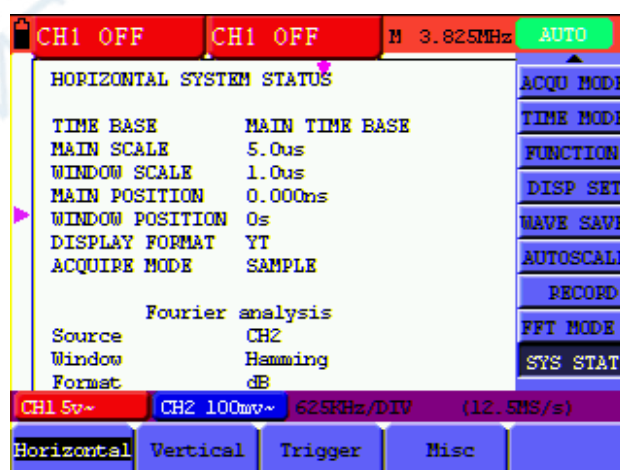 CH1 OFF CH1 OFF M 3.825MHz AUTO
HORIZONTAL SYSTEM STATUS
TIME BASE MAIN TIME BASE
MAIN SCALE 5.0us
WINDOW SCALE 1.0us
MAIN POSITION 0.000ns
WINDOW POSITION 0s
DISPLAY FORMAT YT
ACQUIRE MODE SAMPLE
Fourier analysis
Source CH2
Window Hamming
Format dB
ACQU MODE
TIME MODE
FUNCTION
DISP SET
WAVE SAVE
AUTOSCALE
RECORD
FFT MODE
SYS STAT
CH1 5v~ CH2 100mv~ 625KHz/DIV (12.5MS/s)
Horizontal Vertical Trigger Misc